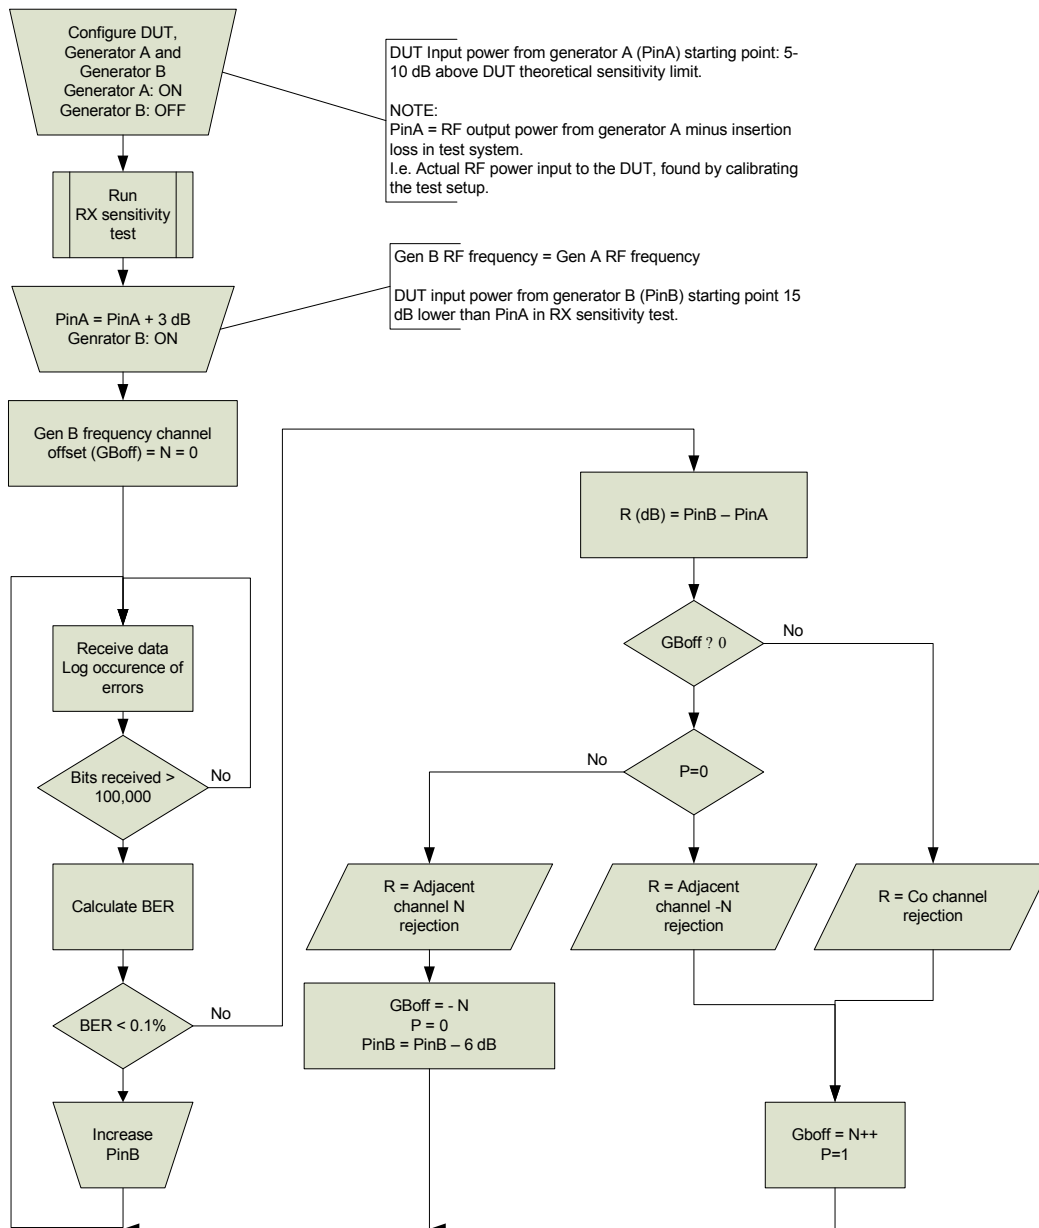 Configure DUT,
Generator A and
Generator B
Generator A: ON
Generator B: OFF
DUT Input power from generator A (PinA) starting point: 5-
10 dB above DUT theoretical sensitivity limit.
NOTE:
PinA = RF output power from generator A minus insertion
loss in test system.
I.e. Actual RF power input to the DUT, found by calibrating
the test setup.
Run
RX sensitivity
test
Gen B RF frequency = Gen A RF frequency
DUT input power from generator B (PinB) starting point 15
dB lower than PinA in RX sensitivity test.
PinA = PinA + 3 dB
Genrator B: ON
Gen B frequency channel
offset (GBoff) = N = 0
R (dB) = PinB – PinA
GBoff ? 0
No
Receive data
Log occurence of
errors
Bits received >
100,000
No
P=0
No
Calculate BER
R = Adjacent
channel N
rejection
R = Adjacent
channel -N
rejection
R = Co channel
rejection
BER < 0.1%
No
GBoff = - N
P = 0
PinB = PinB – 6 dB
Increase
PinB
Gboff = N++
P=1